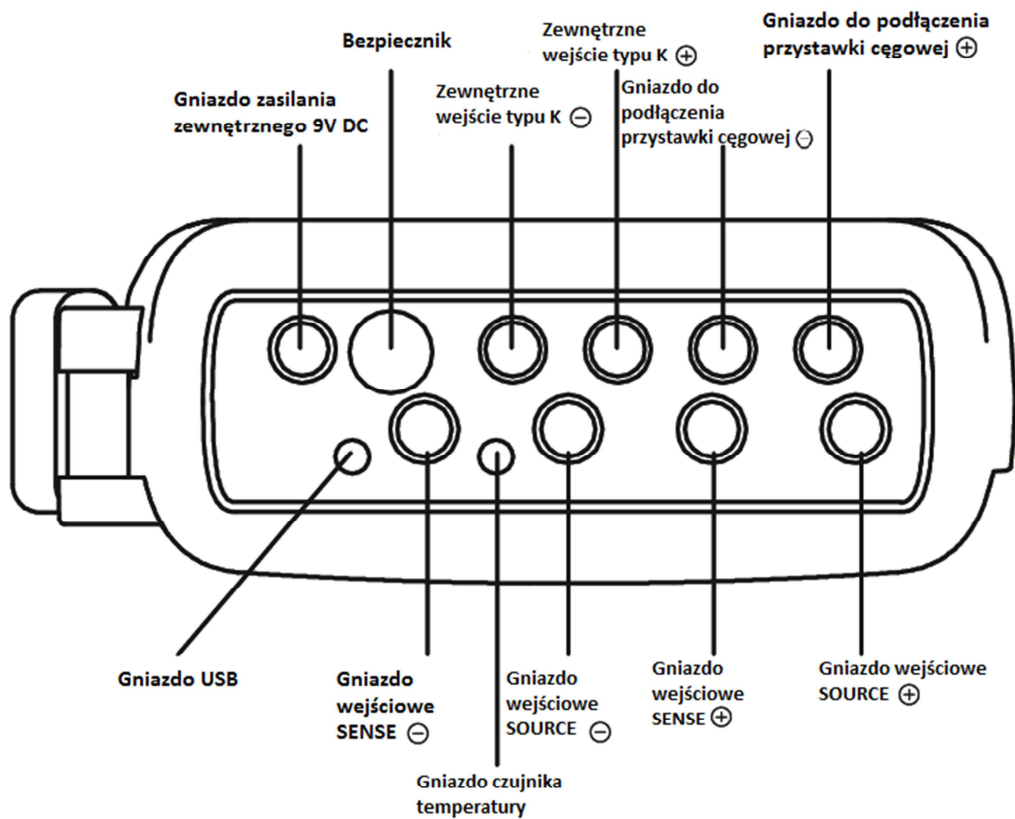 Bezpiecznik
Gniazdo zasilania
zewnętrznego 9V DC
Zewnętrzne
wejście typu K ⊖
Zewnętrzne
wejście typu K ⊕
Gniazdo do
podłączenia
przystawki cęgowej ⊖
Gniazdo do podłączenia
przystawki cęgowej ⊕
Gniazdo USB
Gniazdo
wejściowe
SENSE ⊖
Gniazdo czujnika
temperatury
Gniazdo
wejściowe
SOURCE ⊖
Gniazdo
wejściowe
SENSE ⊕
Gniazdo wejściowe
SOURCE ⊕